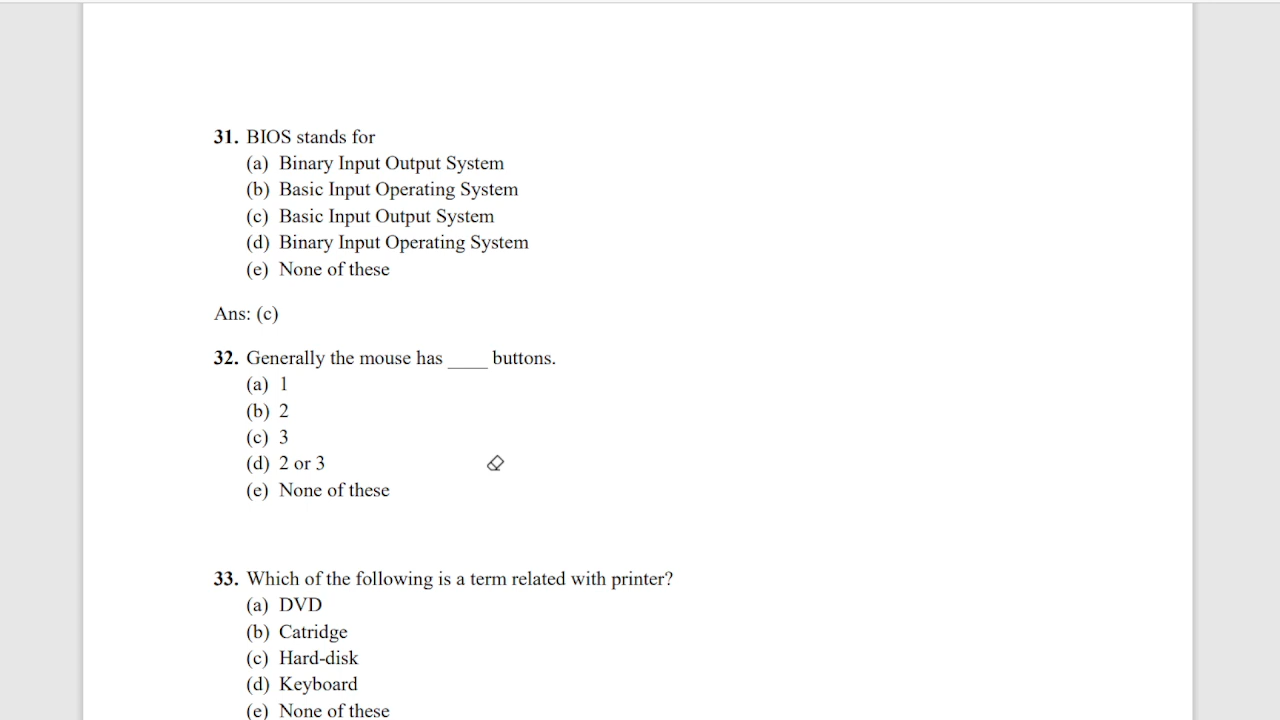 31. BIOS stands for
(a) Binary Input Output System
(b) Basic Input Operating System
(c) Basic Input Output System
(d) Binary Input Operating System
(e) None of these
Ans: (c)
32. Generally the mouse has ____ buttons.
(a) 1
(b) 2
(c) 3
(d) 2 or 3
(e) None of these
33. Which of the following is a term related with printer?
(a) DVD
(b) Catridge
(c) Hard-disk
(d) Keyboard
(e) None of these